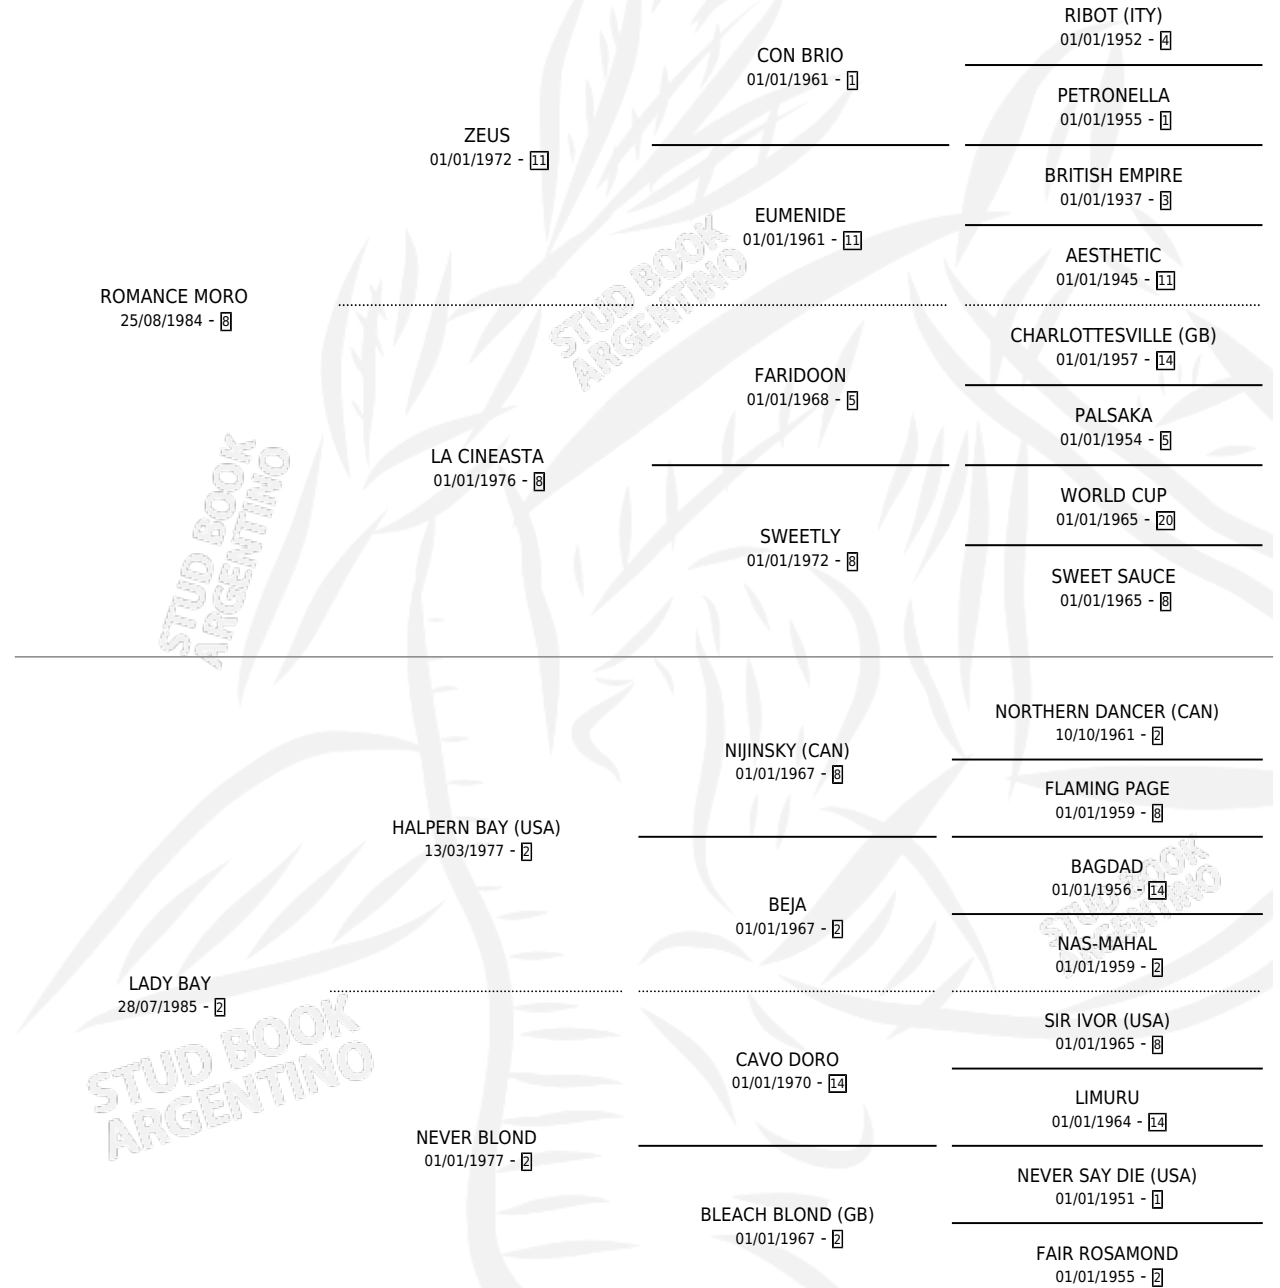 RIBOT (ITY)
01/01/1952 - 4
CON BRIO
01/01/1961 - 1
PETRONELLA
01/01/1955 - 1
ZEUS
01/01/1972 - 11
BRITISH EMPIRE
01/01/1937 - 3
EUMENIDE
01/01/1961 - 11
AESTHETIC
01/01/1945 - 11
ROMANCE MORO
25/08/1984 - 8
STUD BOOK
ARGENTINO
CHARLOTTESVILLE (GB)
01/01/1957 - 14
FARIDOON
01/01/1968 - 5
PALSAKA
01/01/1954 - 5
LA CINEASTA
01/01/1976 - 8
WORLD CUP
01/01/1965 - 20
SWEETLY
01/01/1972 - 8
SWEET SAUCE
01/01/1965 - 8
STUD BOOK
ARGENTINO
NORTHERN DANCER (CAN)
10/10/1961 - 2
NIJINSKY (CAN)
01/01/1967 - 8
FLAMING PAGE
01/01/1959 - 8
HALPERN BAY (USA)
13/03/1977 - 2
BAGDAD
01/01/1956 - 14
BEJA
01/01/1967 - 2
STUD BOOK
ARGENTINO
NAS-MAHAL
01/01/1959 - 2
LADY BAY
28/07/1985 - 2
SIR IVOR (USA)
01/01/1965 - 8
STUD BOOK
ARGENTINO
CAVO DORO
01/01/1970 - 14
LIMURU
01/01/1964 - 14
NEVER BLOND
01/01/1977 - 2
NEVER SAY DIE (USA)
01/01/1951 - 1
BLEACH BLOND (GB)
01/01/1967 - 2
FAIR ROSAMOND
01/01/1955 - 2